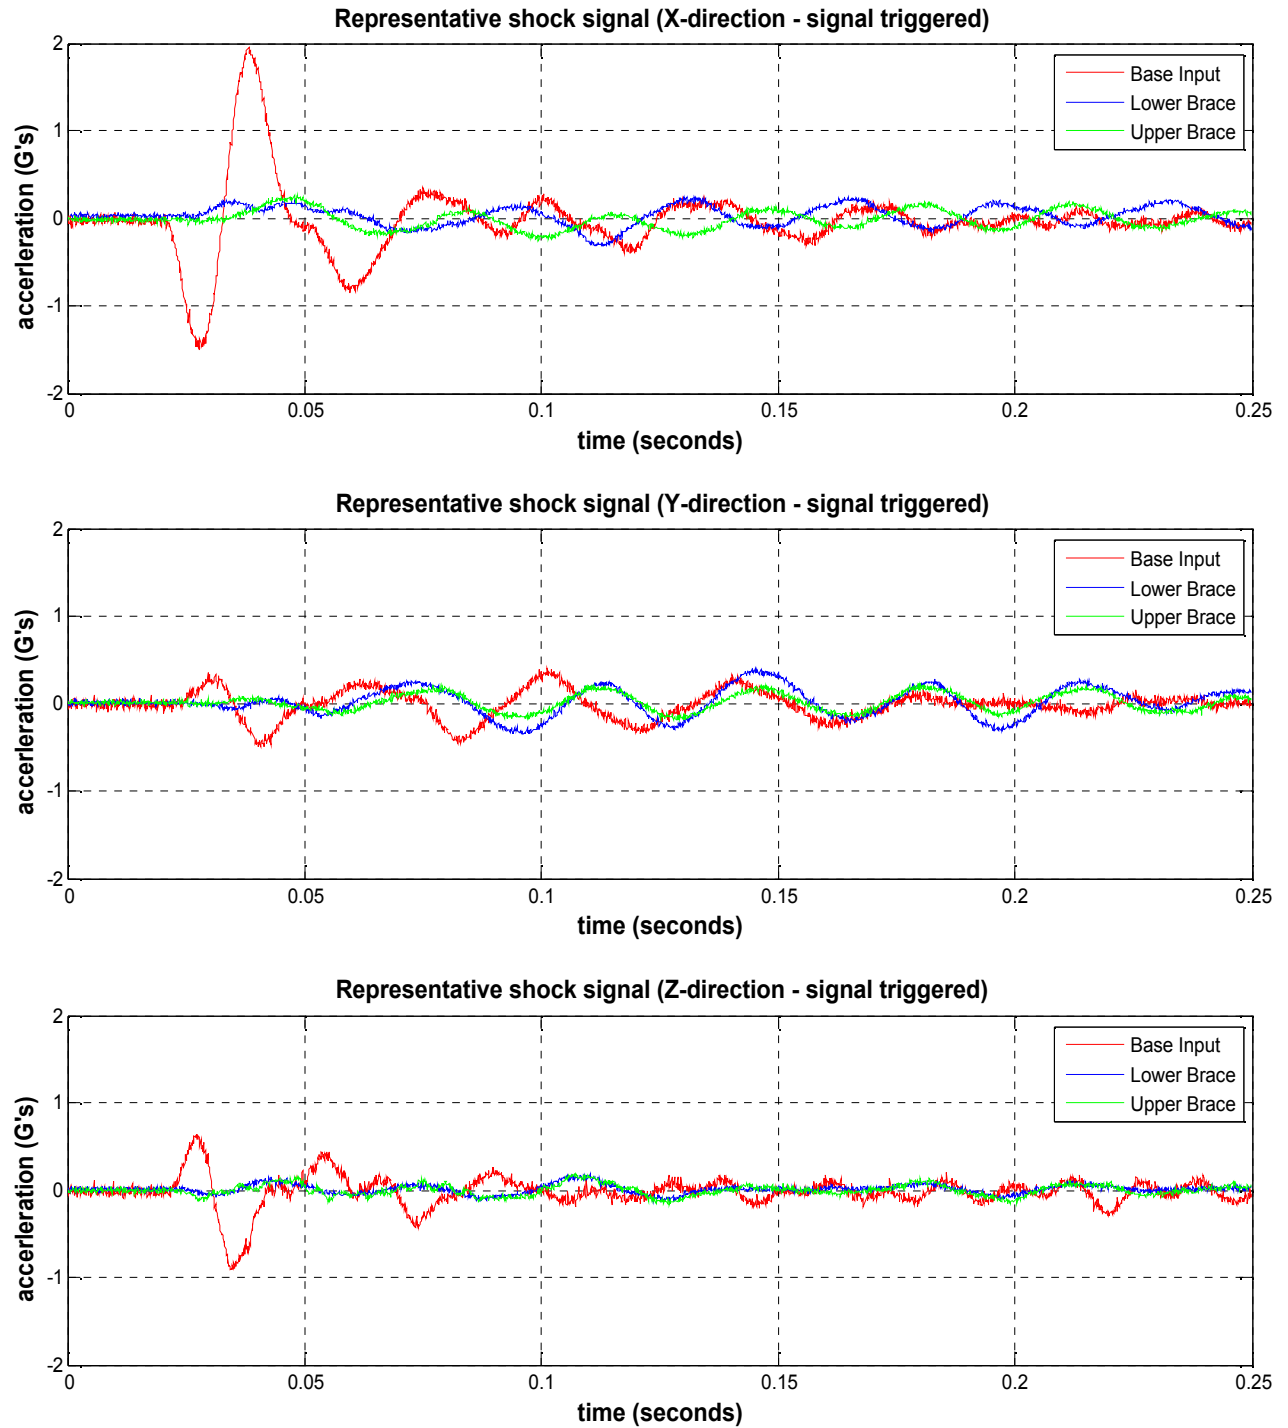 Representative shock signal (X-direction - signal triggered)
2
1
0
-1
-2
accerleration (G's)
Base Input
Lower Brace
Upper Brace
0
0.05
0.1
0.15
0.2
0.25
time (seconds)
Representative shock signal (Y-direction - signal triggered)
2
1
0
-1
-2
accerleration (G's)
Base Input
Lower Brace
Upper Brace
0
0.05
0.1
0.15
0.2
0.25
time (seconds)
Representative shock signal (Z-direction - signal triggered)
2
1
0
-1
-2
accerleration (G's)
Base Input
Lower Brace
Upper Brace
0
0.05
0.1
0.15
0.2
0.25
time (seconds)